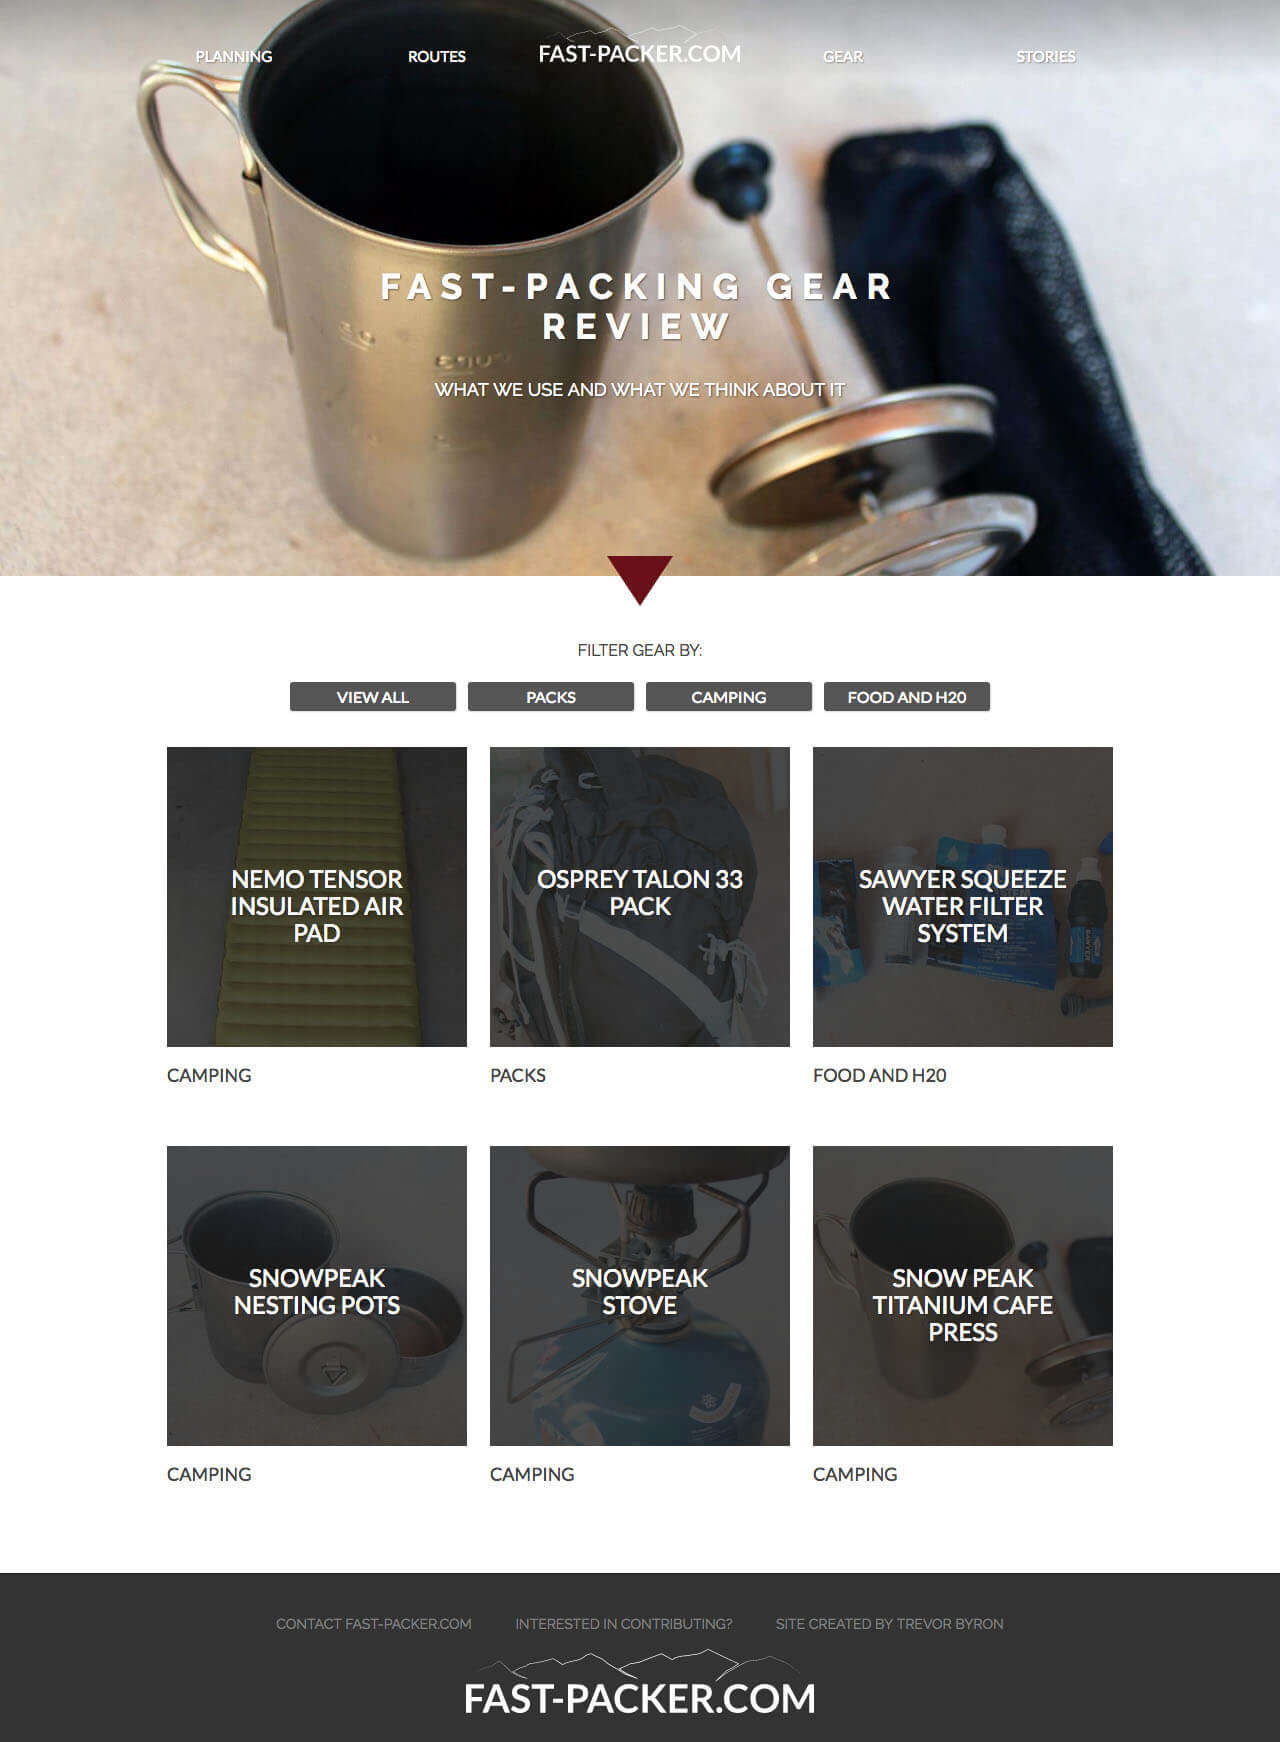 PLANNING
ROUTES
FAST-PACKER.COM
GEAR
STORIES
FAST-PACKING GEAR
REVIEW
WHAT WE USE AND WHAT WE THINK ABOUT IT
FILTER GEAR BY:
VIEW ALL
PACKS
CAMPING
FOOD AND H20
NEMO TENSOR
INSULATED AIR
PAD
OSPREY TALON 33
PACK
SAWYER SQUEEZE
WATER FILTER
SYSTEM
SAWYER
CAMPING
PACKS
FOOD AND H20
SNOWPEAK
NESTING POTS
SNOWPEAK
STOVE
SNOW PEAK
TITANIUM CAFE
PRESS
CAMPING
CAMPING
CAMPING
CONTACT FAST-PACKER.COM
INTERESTED IN CONTRIBUTING?
SITE CREATED BY TREVOR BYRON
FAST-PACKER.COM